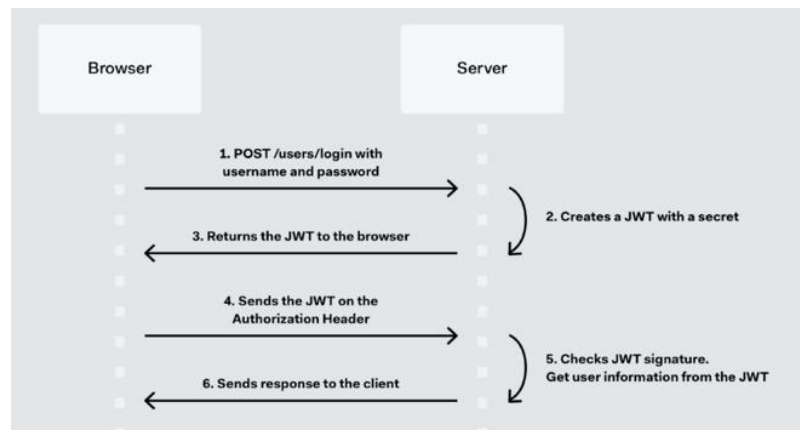 Browser
Server
1. POST /users/login with
username and password
2. Creates a JWT with a secret
3. Returns the JWT to the browser
4. Sends the JWT on the
Authorization Header
5. Checks JWT signature.
Get user information from the JWT
6. Sends response to the client